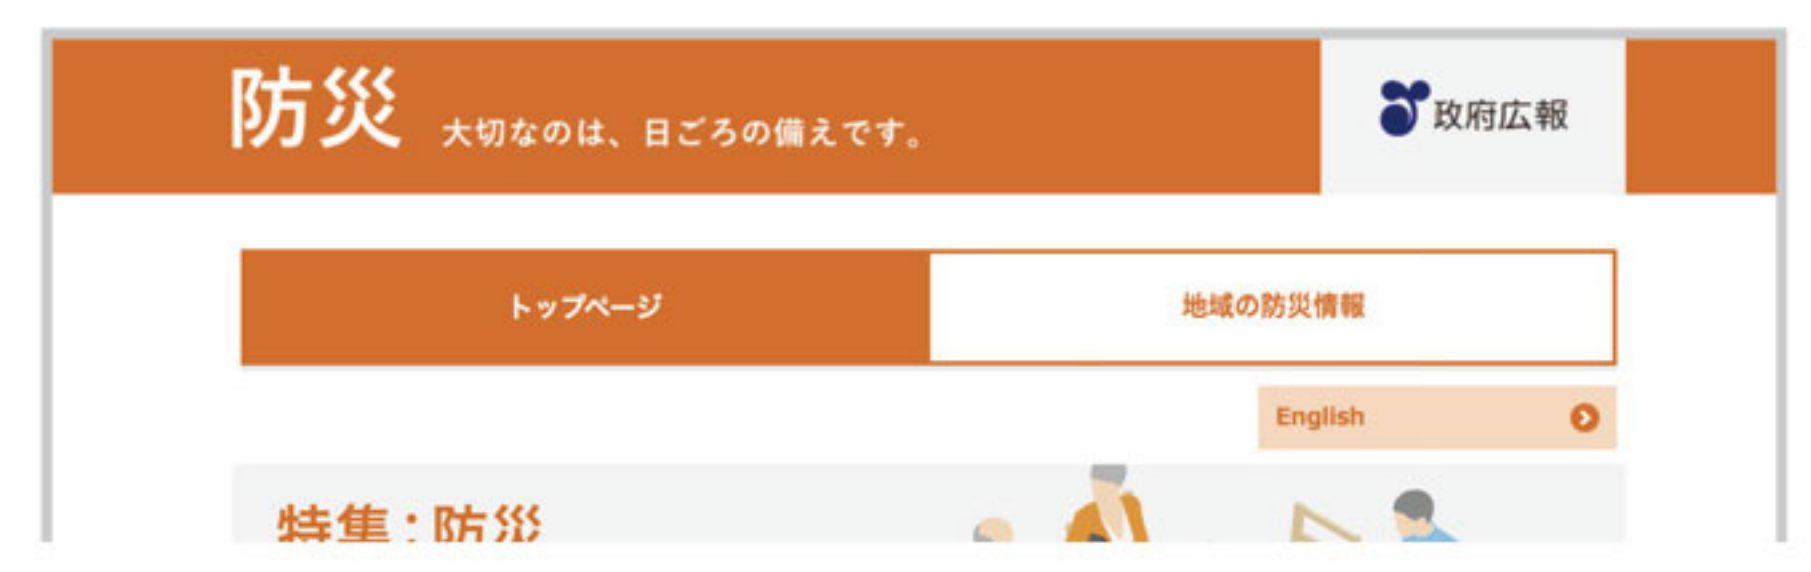 防災 大切なのは、日ごろの備えです。
政府広報
トップページ
地域の防災情報
English
特集：防災